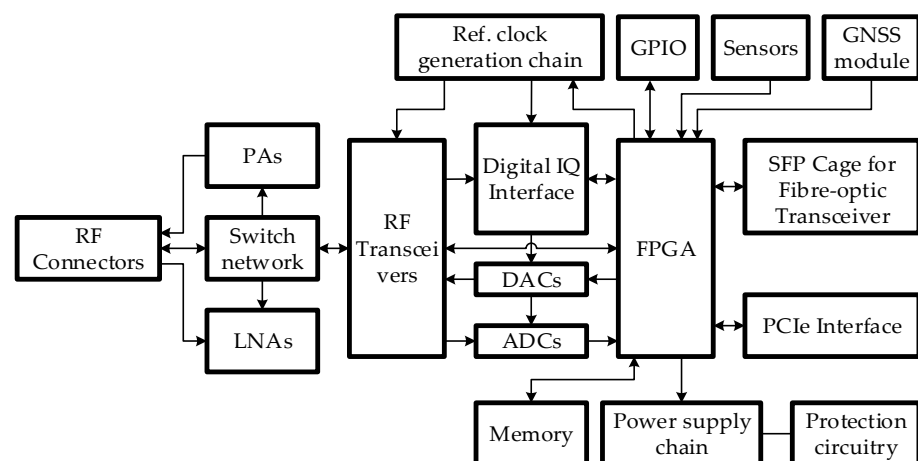 Ref. clock
generation chain
GPIO
Sensors
GNSS
module
PAs
Digital IQ
Interface
SFP Cage for
Fibre-optic
Transceiver
RF
Connectors
Switch
network
RF
Transcei
vers
FPGA
DACs
LNAs
ADCs
PCIe Interface
Memory
Power supply
chain
Protection
circuitry